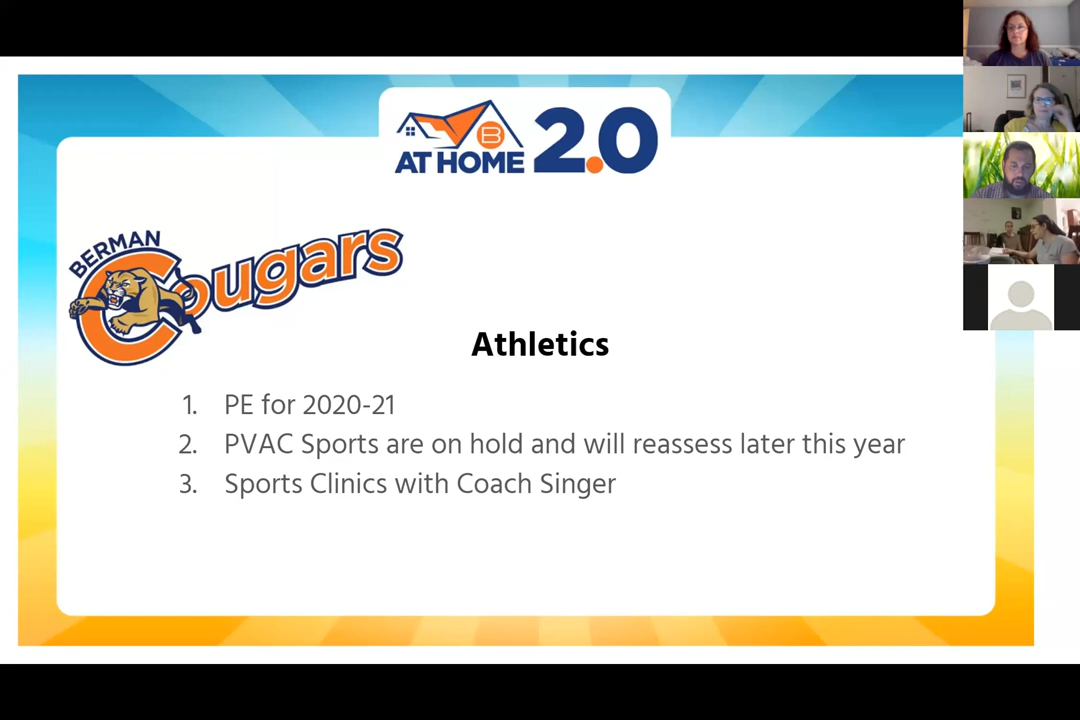 B
AT HOME 2.0
BERMAN
Cougars
Athletics
1. PE for 2020-21
2. PVAC Sports are on hold and will reassess later this year
3. Sports Clinics with Coach Singer